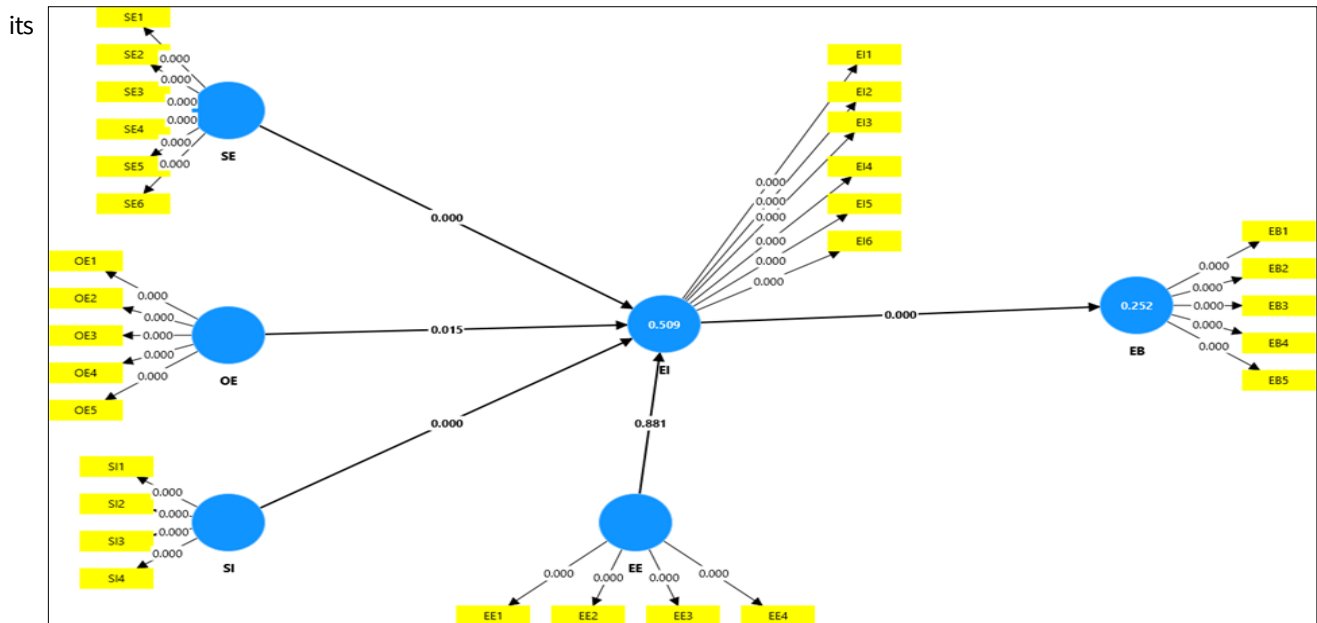 its
SE1
SE2
SE3
SE4
SE5
SE6
0.000
0.000
0.000
0.000
0.000
0.000
SE
0.000
OE1
OE2
OE3
OE4
OE5
0.000
0.000
0.000
0.000
0.000
OE
0.015
SI1
SI2
SI3
SI4
0.000
0.000
0.000
0.000
SI
0.000
EE1
EE2
EE3
EE4
0.000
0.000
0.000
0.000
EE
0.881
EI1
EI2
EI3
EI4
EI5
EI6
0.000
0.000
0.000
0.000
0.000
0.000
0.509
EI
0.000
0.252
EB
EB1
EB2
EB3
EB4
EB5
0.000
0.000
0.000
0.000
0.000